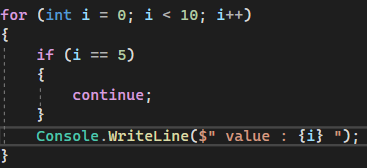 for (int i = 0; i < 10; i++)
{
    if (i == 5)
    {
        continue;
    }
    Console.WriteLine($" value : {i} ");
}